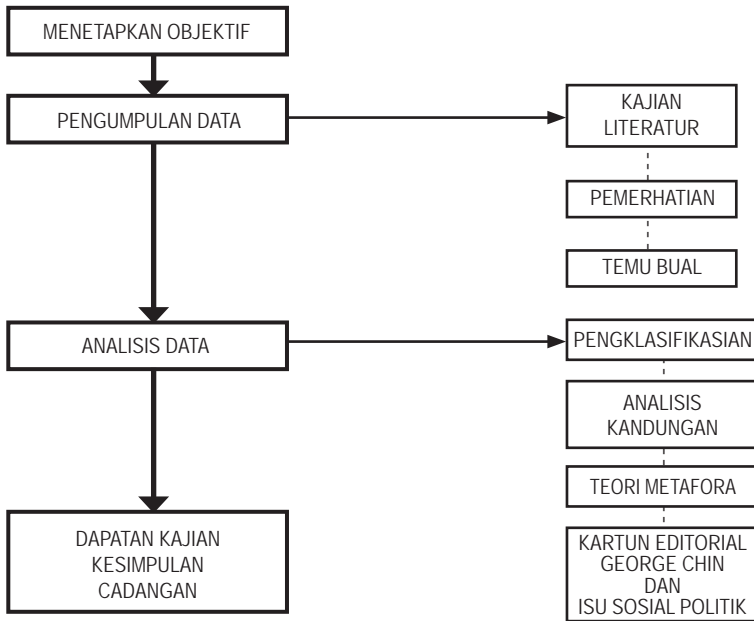 MENETAPKAN OBJEKTIF
PENGUMPULAN DATA
KAJIAN
LITERATUR
PEMERHATIAN
TEMU BUAL
ANALISIS DATA
PENGKLASIFIKASIAN
ANALISIS
KANDUNGAN
TEORI METAFORA
DAPATAN KAJIAN
KESIMPULAN
CADANGAN
KARTUN EDITORIAL
GEORGE CHIN
DAN
ISU SOSIAL POLITIK